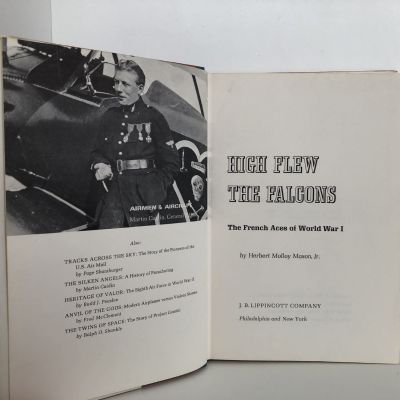 AIRMEN & AIRCRAFT
Martin Caidin, General
Also:
TRACKS ACROSS THE SKY: The Story of the Pioneers of the
U.S. Air Mail
by Page Shamburger
THE SILKEN ANGELS: A History of Parachuting
by Martin Caidin
HERITAGE OF VALOR: The Eighth Air Force in World War II
by Budd J. Peaslee
ANVIL OF THE GODS: Modern Airplanes versus Violent Storms
by Fred McClement
THE TWINS OF SPACE: The Story of Project Gemini
by Ralph O. Shankle
HIGH FLEW
THE FALCONS
The French Aces of World War I
by Herbert Molloy Mason, Jr.
J. B. LIPPINCOTT COMPANY
Philadelphia and New York